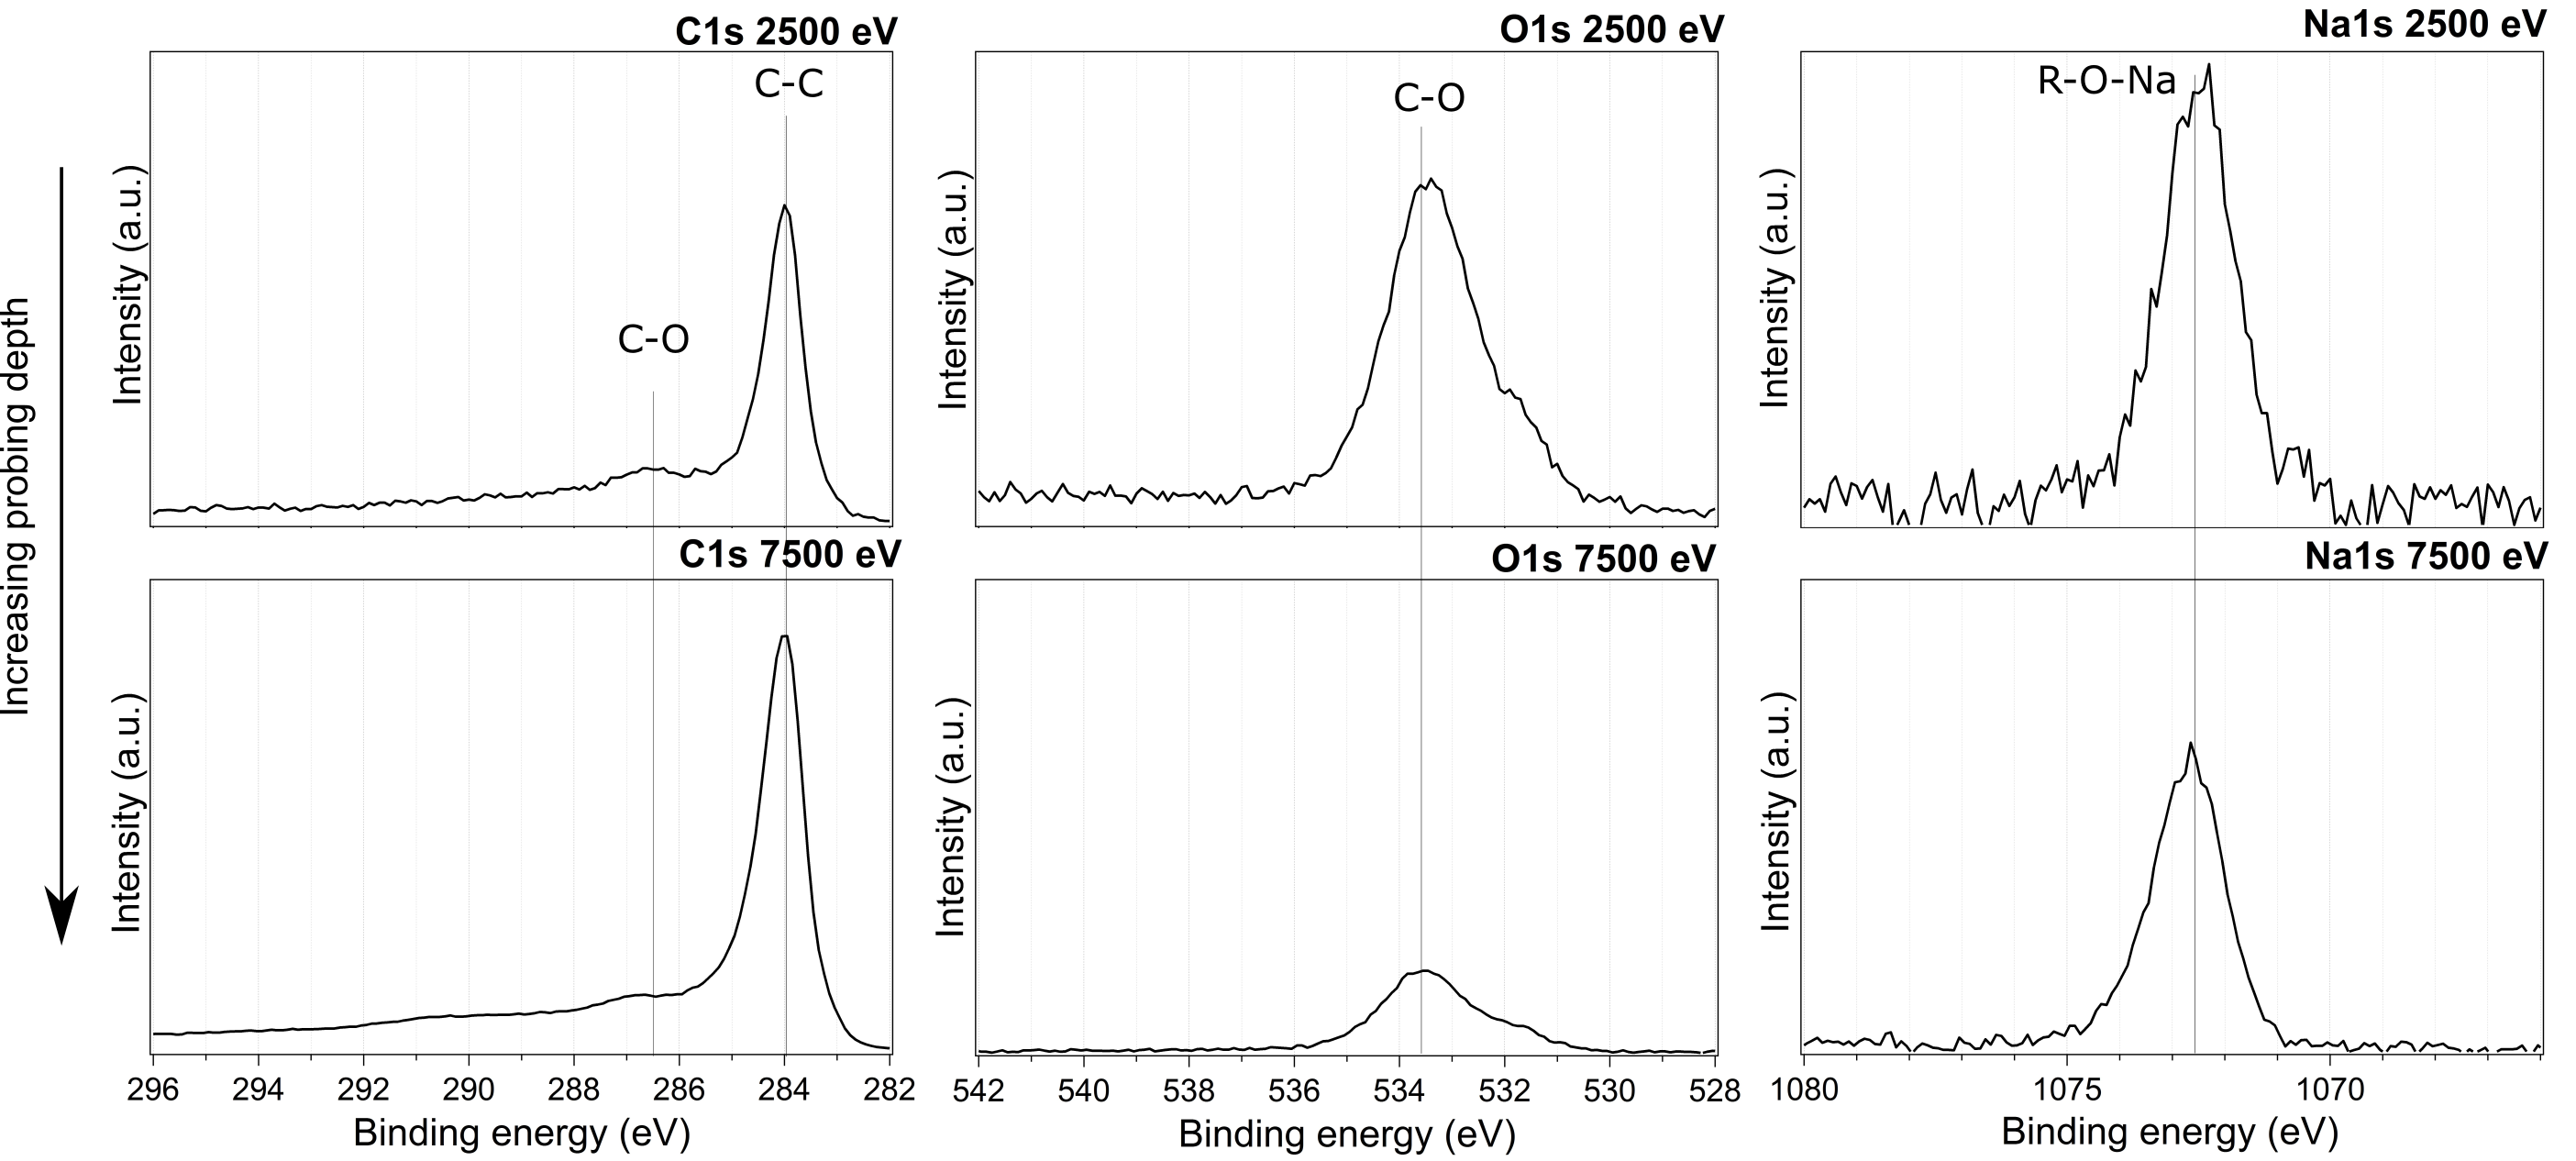 C1s 2500 eV
O1s 2500 eV
Na1s 2500 eV
C-C
C-O
C-O
R-O-Na
Intensity (a.u.)
Intensity (a.u.)
Intensity (a.u.)
Increasing probing depth
C1s 7500 eV
O1s 7500 eV
Na1s 7500 eV
Intensity (a.u.)
Intensity (a.u.)
Intensity (a.u.)
296 294 292 290 288 286 284 282
542 540 538 536 534 532 530 528
1080 1075 1070
Binding energy (eV)
Binding energy (eV)
Binding energy (eV)